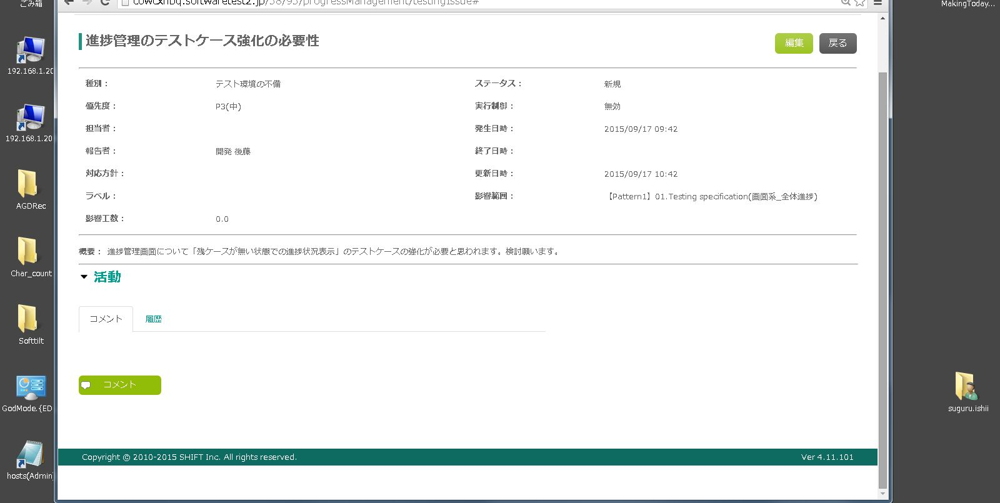 ごみ箱
192.168.1.20
192.168.1.20
AGDRec
Char_count
Softtilt
GodMode.{ED
hosts(Admin
MakingToday...
suguru.ishii
cowcxnbq.softwaretest2.jp/58/95/progressManagement/testingIssue#
進捗管理のテストケース強化の必要性
編集 戻る
種別： テスト環境の不備 ステータス： 新規
優先度： P3(中) 実行制御： 無効
担当者： 発生日時： 2015/09/17 09:42
報告者： 開発 後藤 終了日時：
対応方針： 更新日時： 2015/09/17 10:42
ラベル： 影響範囲： 【Pattern1】01.Testing specification(画面系_全体進捗)
影響工数： 0.0
概要： 進捗管理画面について「残ケースが無い状態での進捗状況表示」のテストケースの強化が必要と思われます。検討願います。
活動
コメント 履歴
コメント
Copyright © 2010-2015 SHIFT Inc. All rights reserved. Ver 4.11.101